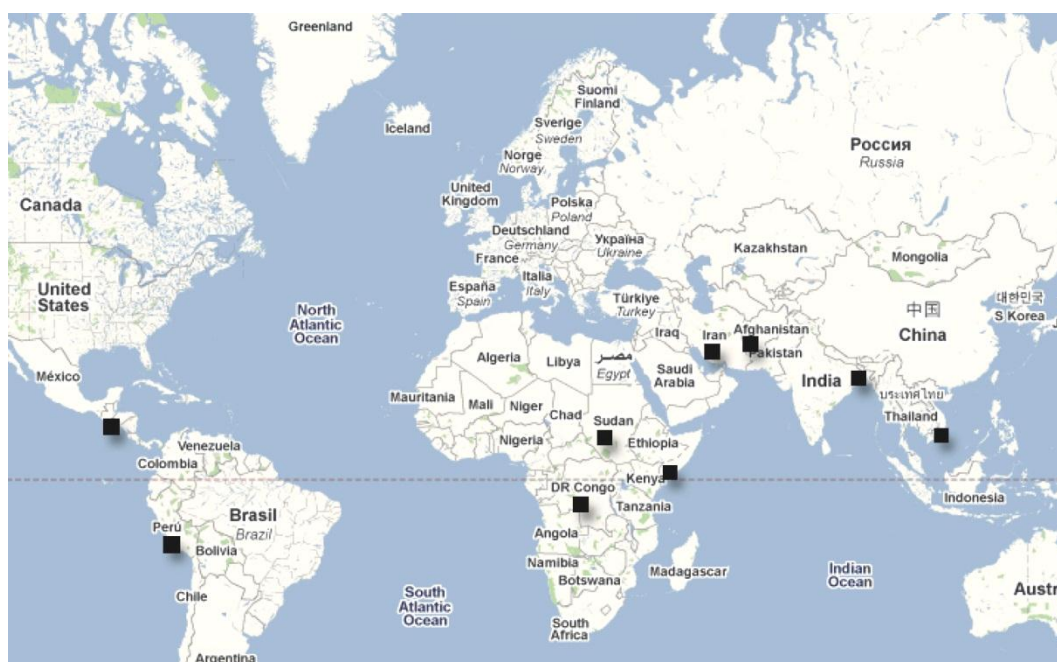 Greenland
Iceland
Suomi
Finland
Sverige
Sweden
Norge
Norway
Россия
Russia
Canada
United
Kingdom
Polska
Poland
Deutschland
Germany
Україна
Ukraine
France
Kazakhstan
Mongolia
United
States
España
Spain
Italia
Italy
Türkiye
Turkey
中国
China
대한민국
S Korea
North
Atlantic
Ocean
Iraq
Iran
Afghanistan
Pakistan
México
Algeria
Libya
مصر
Egypt
Saudi
Arabia
India
Mauritania
Mali
Niger
Chad
Sudan
ประเทศไทย
Thailand
Venezuela
Colombia
Nigeria
Ethiopia
Kenya
DR Congo
Tanzania
Indonesia
Perú
Brasil
Brazil
Bolivia
Angola
Namibia
Botswana
Madagascar
Indian
Ocean
Chile
South
Atlantic
Ocean
South
Africa
Austr
Argentina